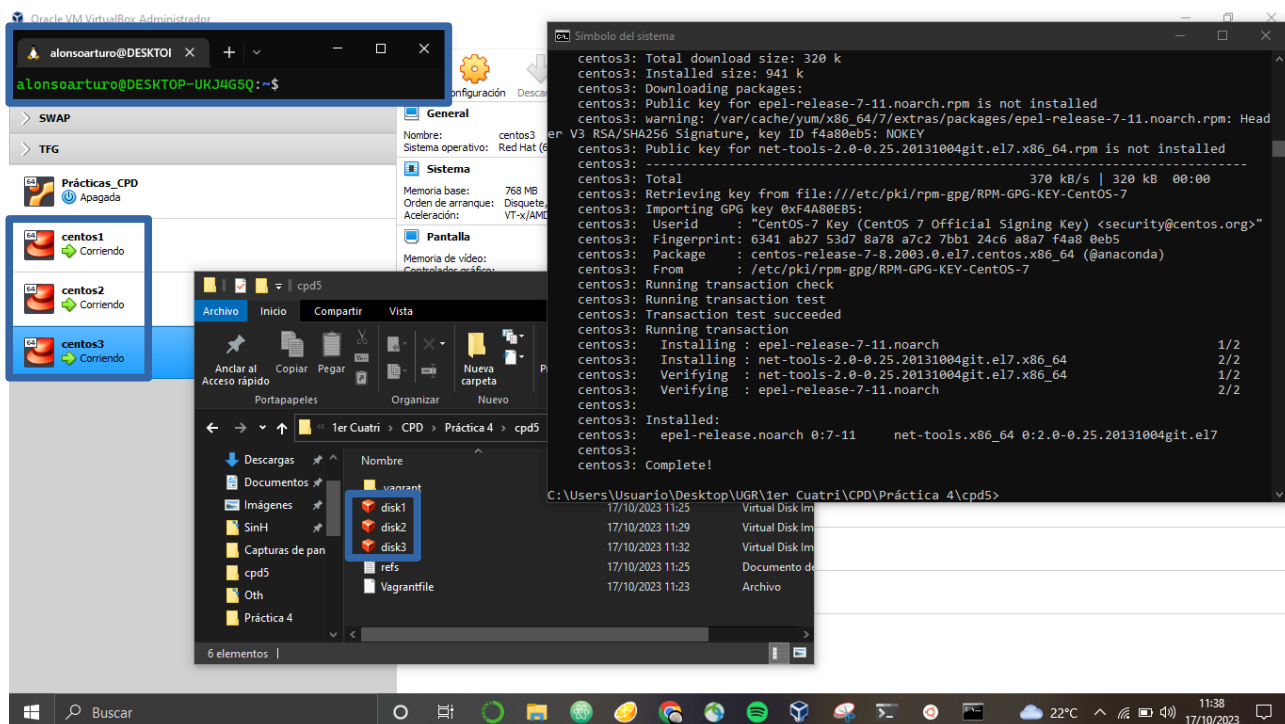 Oracle VM VirtualBox Administrador
alonsoarturo@DESKTOI
alonsoarturo@DESKTOP-UKJ4G5Q:~$
SWAP
TFG
Prácticas_CPD
Apagada
64
centos1
Corriendo
64
centos2
Corriendo
64
centos3
Corriendo
onfiguración Descar
General
Nombre: centos3
Sistema operativo: Red Hat (6
Sistema
Memoria base: 768 MB
Orden de arranque: Disquete,
Aceleración: VT-x/AMD
Pantalla
Memoria de vídeo:
Controlador gráfico:
cpd5
Archivo Inicio Compartir Vista
Anclar al
Acceso rápido
Copiar Pegar
Nueva
carpeta
Portapapeles Organizar Nuevo
1er Cuatri > CPD > Práctica 4 > cpd5
Descargas
Documentos
Imágenes
SinH
Capturas de pan
cpd5
Oth
Práctica 4
Nombre
.vagrant
disk1 17/10/2023 11:25 Virtual Disk Im
disk2 17/10/2023 11:29 Virtual Disk Im
disk3 17/10/2023 11:32 Virtual Disk Im
refs 17/10/2023 11:25 Documento de
Vagrantfile 17/10/2023 11:23 Archivo
6 elementos
Símbolo del sistema
centos3: Total download size: 320 k
centos3: Installed size: 941 k
centos3: Downloading packages:
centos3: Public key for epel-release-7-11.noarch.rpm is not installed
centos3: warning: /var/cache/yum/x86_64/7/extras/packages/epel-release-7-11.noarch.rpm: Head
er V3 RSA/SHA256 Signature, key ID f4a80eb5: NOKEY
centos3: Public key for net-tools-2.0-0.25.20131004git.el7.x86_64.rpm is not installed
centos3: --------------------------------------------------------------------------------
centos3: Total 370 kB/s | 320 kB 00:00
centos3: Retrieving key from file:///etc/pki/rpm-gpg/RPM-GPG-KEY-CentOS-7
centos3: Importing GPG key 0xF4A80EB5:
centos3: Userid : "CentOS-7 Key (CentOS 7 Official Signing Key) <security@centos.org>"
centos3: Fingerprint: 6341 ab27 53d7 8a78 a7c2 7bb1 24c6 a8a7 f4a8 0eb5
centos3: Package : centos-release-7-8.2003.0.el7.centos.x86_64 (@anaconda)
centos3: From : /etc/pki/rpm-gpg/RPM-GPG-KEY-CentOS-7
centos3: Running transaction check
centos3: Running transaction test
centos3: Transaction test succeeded
centos3: Running transaction
centos3: Installing : epel-release-7-11.noarch 1/2
centos3: Installing : net-tools-2.0-0.25.20131004git.el7.x86_64 2/2
centos3: Verifying : net-tools-2.0-0.25.20131004git.el7.x86_64 1/2
centos3: Verifying : epel-release-7-11.noarch 2/2
centos3:
centos3: Installed:
centos3: epel-release.noarch 0:7-11 net-tools.x86_64 0:2.0-0.25.20131004git.el7
centos3:
centos3: Complete!
C:\Users\Usuario\Desktop\UGR\1er Cuatri\CPD\Práctica 4\cpd5>
Buscar
22°C
11:38
17/10/2023